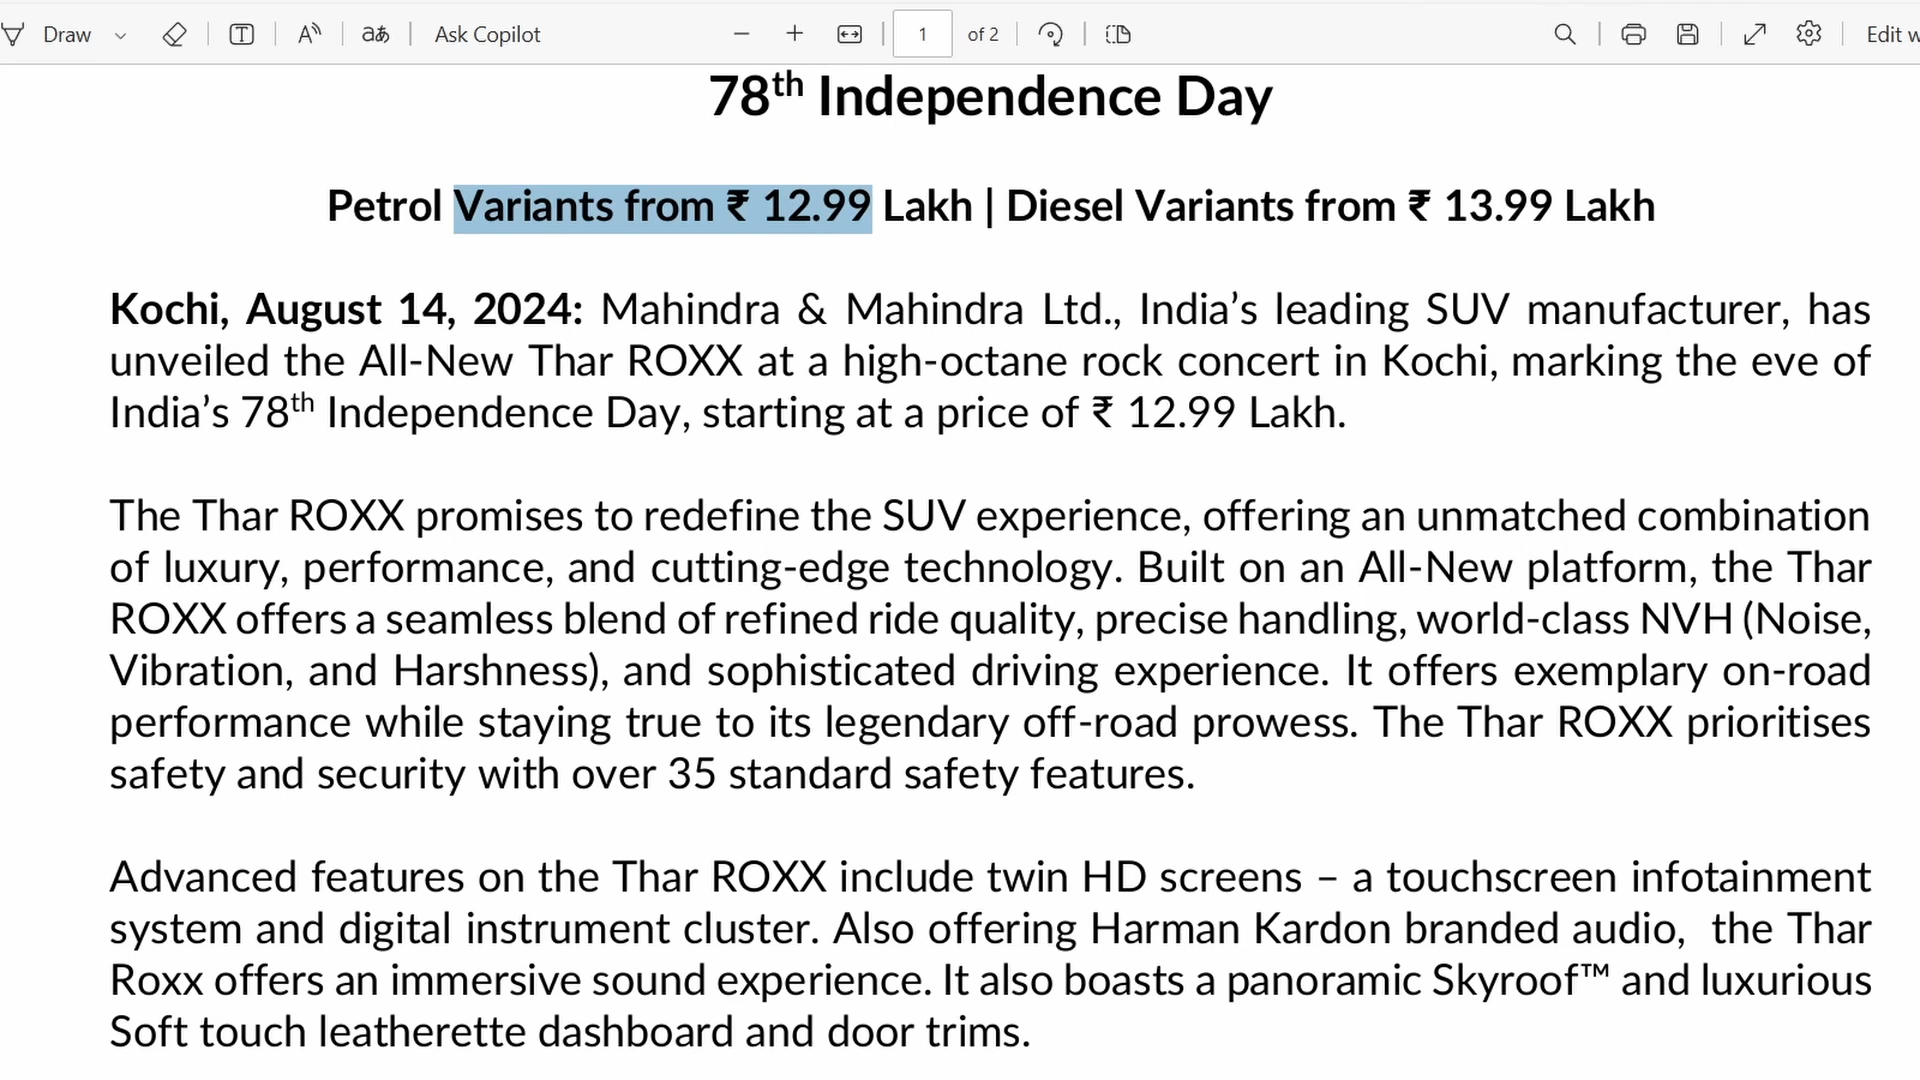 Draw
Ask Copilot
1 of 2
Edit w
78th Independence Day
Petrol Variants from ₹ 12.99 Lakh | Diesel Variants from ₹ 13.99 Lakh
Kochi, August 14, 2024: Mahindra & Mahindra Ltd., India’s leading SUV manufacturer, has
unveiled the All-New Thar ROXX at a high-octane rock concert in Kochi, marking the eve of
India’s 78th Independence Day, starting at a price of ₹ 12.99 Lakh.
The Thar ROXX promises to redefine the SUV experience, offering an unmatched combination
of luxury, performance, and cutting-edge technology. Built on an All-New platform, the Thar
ROXX offers a seamless blend of refined ride quality, precise handling, world-class NVH (Noise,
Vibration, and Harshness), and sophisticated driving experience. It offers exemplary on-road
performance while staying true to its legendary off-road prowess. The Thar ROXX prioritises
safety and security with over 35 standard safety features.
Advanced features on the Thar ROXX include twin HD screens – a touchscreen infotainment
system and digital instrument cluster. Also offering Harman Kardon branded audio,  the Thar
Roxx offers an immersive sound experience. It also boasts a panoramic Skyroof™ and luxurious
Soft touch leatherette dashboard and door trims.